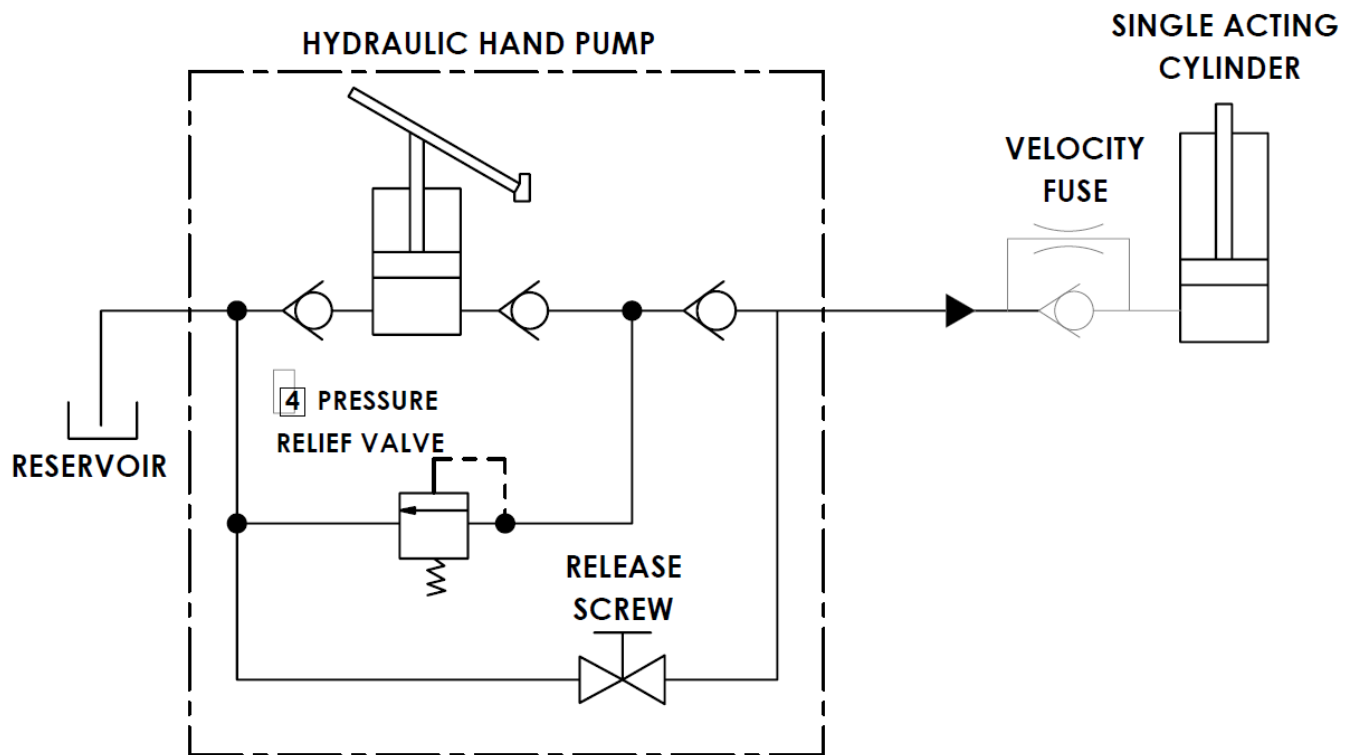 HYDRAULIC HAND PUMP
SINGLE ACTING
CYLINDER
VELOCITY
FUSE
4 PRESSURE
RELIEF VALVE
RESERVOIR
RELEASE
SCREW